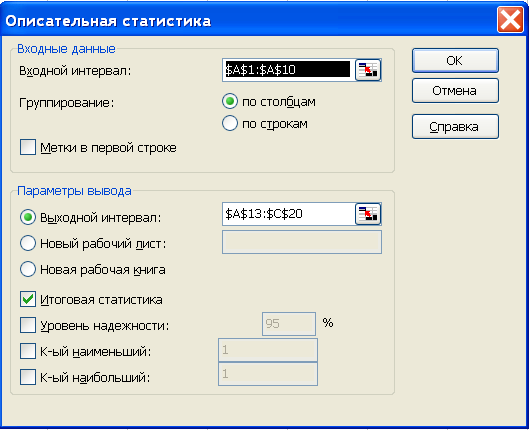 Описательная статистика
Входные данные
Входной интервал: $A$1:$A$10
Группирование: по столбцам
по строкам
Метки в первой строке
OK
Отмена
Справка
Параметры вывода
Выходной интервал: $A$13:$C$20
Новый рабочий лист:
Новая рабочая книга
Итоговая статистика
Уровень надежности: 95 %
К-ый наименьший: 1
К-ый наибольший: 1